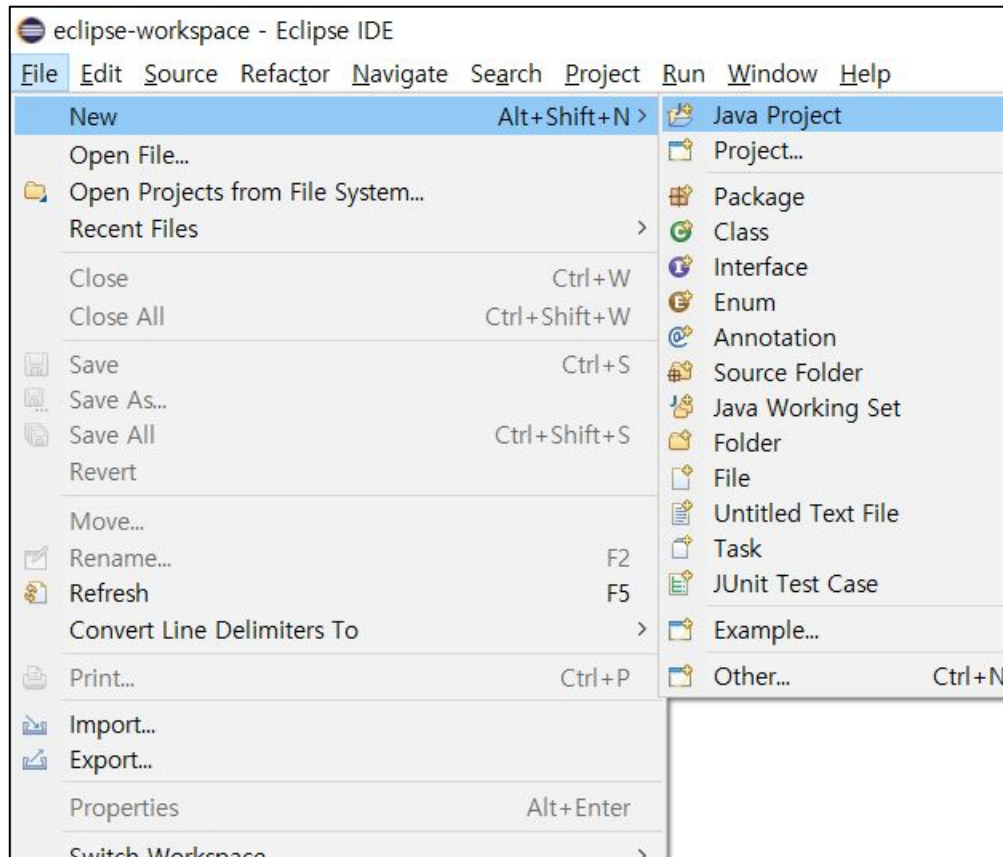 eclipse-workspace - Eclipse IDE
File Edit Source Refactor Navigate Search Project Run Window Help
New Alt+Shift+N >
Open File...
Open Projects from File System...
Recent Files >
Close Ctrl+W
Close All Ctrl+Shift+W
Save Ctrl+S
Save As...
Save All Ctrl+Shift+S
Revert
Move...
Rename... F2
Refresh F5
Convert Line Delimiters To >
Print... Ctrl+P
Import...
Export...
Properties Alt+Enter
Switch Workspace >
Java Project
Project...
Package
Class
Interface
Enum
Annotation
Source Folder
Java Working Set
Folder
File
Untitled Text File
Task
JUnit Test Case
Example...
Other... Ctrl+N